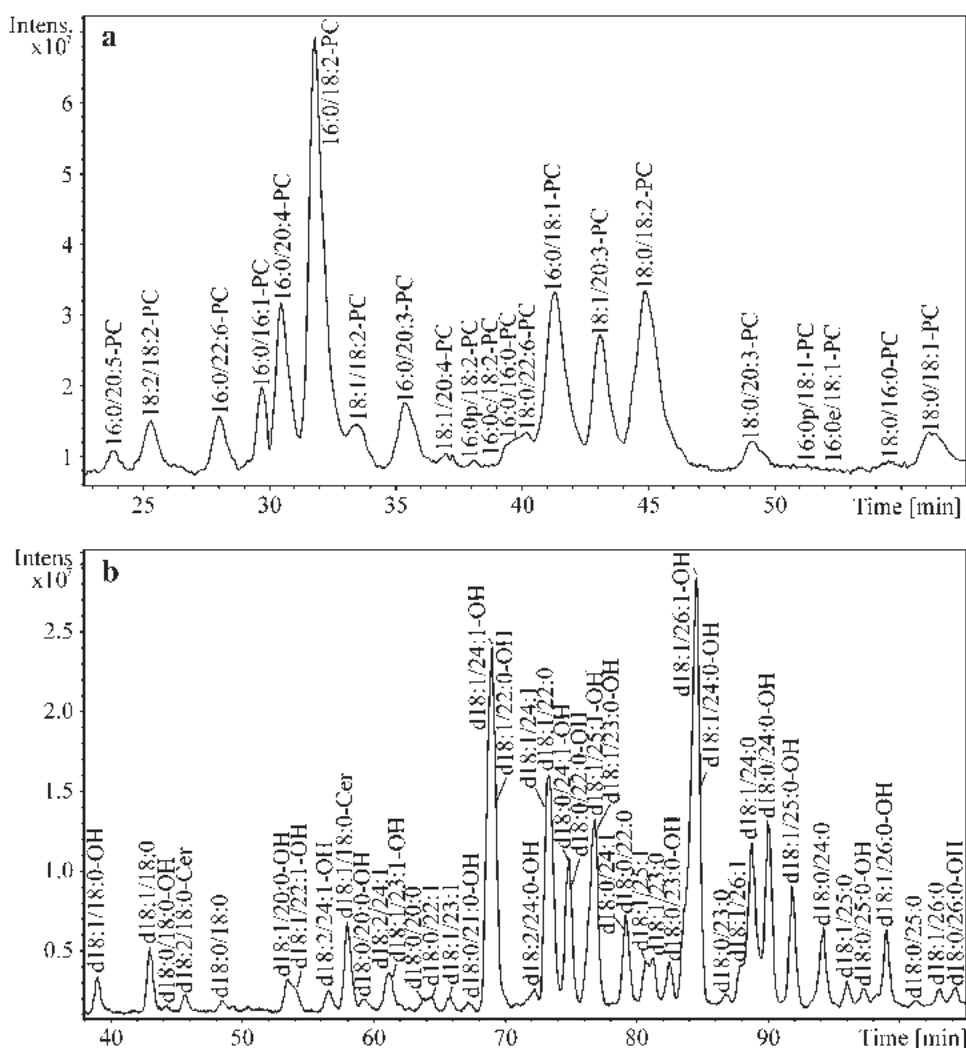 Intens.
x10⁷
a
6
5
4
3
2
1
16:0/20:5-PC
18:2/18:2-PC
16:0/22:6-PC
16:0/16:1-PC
16:0/20:4-PC
16:0/18:2-PC
18:1/18:2-PC
16:0/20:3-PC
18:1/20:4-PC
16:0p/18:2-PC
16:0e/18:2-PC
16:0/16:0-PC
18:0/22:6-PC
16:0/18:1-PC
18:1/20:3-PC
18:0/18:2-PC
18:0/20:3-PC
16:0p/18:1-PC
16:0e/18:1-PC
18:0/16:0-PC
18:0/18:1-PC
25 30 35 40 45 50 Time [min]
Intens.
x10⁷
b
2.5
2.0
1.5
1.0
0.5
d18:1/18:0-OH
d18:1/18:0
d18:0/18:0-OH
d18:2/18:0-Cer
d18:0/18:0
d18:1/20:0-OH
d18:1/22:1-OH
d18:2/24:1-OH
d18:1/18:0-Cer
d18:0/20:0-OH
d18:2/24:1
d18:1/23:1-OH
d18:0/20:0
d18:0/22:1
d18:1/23:1
d18:0/21:0-OH
d18:1/24:1-OH
d18:1/22:0-OH
d18:2/24:0-OH
d18:1/24:1
d18:1/22:0
d18:0/24:1-OH
d18:0/22:0-OH
d18:1/25:1-OH
d18:1/23:0-OH
d18:0/24:1
d18:0/22:0
d18:1/25:1
d18:1/23:0
d18:0/23:0-OH
d18:1/26:1-OH
d18:1/24:0-OH
d18:0/23:0
d18:1/26:1
d18:1/24:0
d18:0/24:0-OH
d18:1/25:0-OH
d18:0/24:0
d18:1/25:0
d18:0/25:0-OH
d18:1/26:0-OH
d18:0/25:0
d18:1/26:0
d18:0/26:0-OH
40 50 60 70 80 90 Time [min]